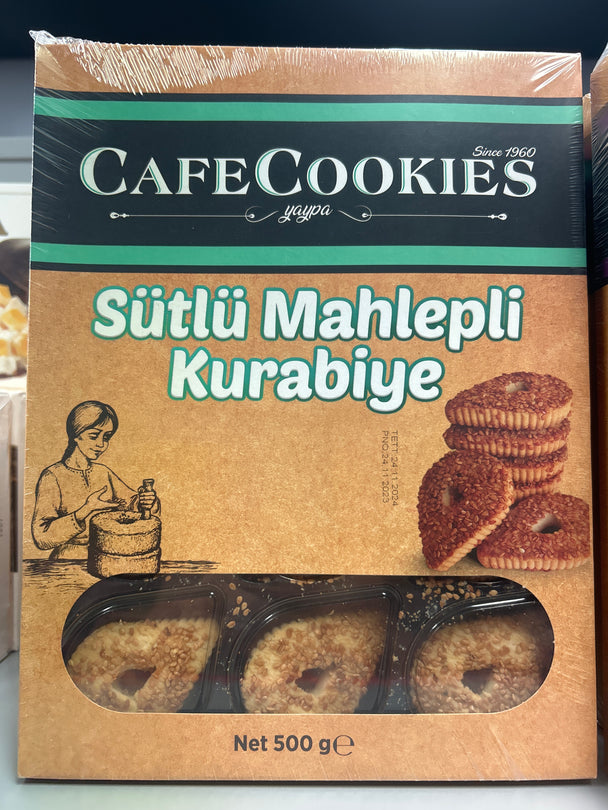 Since 1960
CAFECOOKIES
yaypa
Sütlü Mahlepli
Kurabiye
TETT:24.11.2024
PNO:24.11.2023
Net 500 g℮